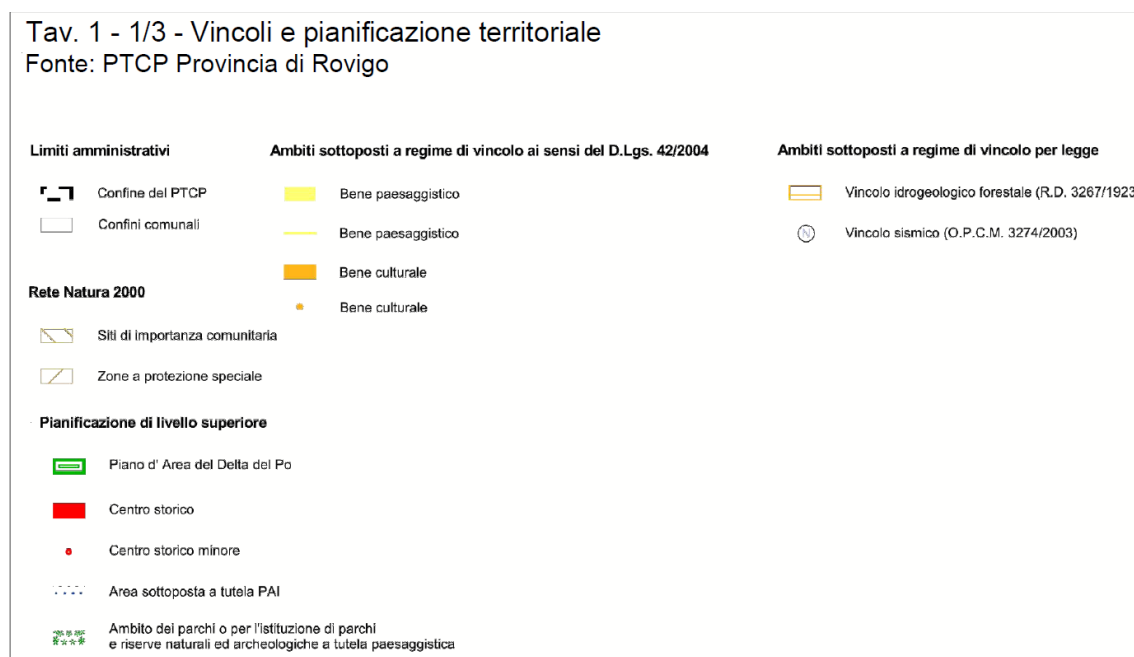 Tav. 1 - 1/3 - Vincoli e pianificazione territoriale
Fonte: PTCP Provincia di Rovigo
Limiti amministrativi
Confine del PTCP
Confini comunali
Rete Natura 2000
Siti di importanza comunitaria
Zone a protezione speciale
Pianificazione di livello superiore
Piano d' Area del Delta del Po
Centro storico
Centro storico minore
Area sottoposta a tutela PAI
Ambito dei parchi o per l'istituzione di parchi
e riserve naturali ed archeologiche a tutela paesaggistica
Ambiti sottoposti a regime di vincolo ai sensi del D.Lgs. 42/2004
Bene paesaggistico
Bene paesaggistico
Bene culturale
Bene culturale
Ambiti sottoposti a regime di vincolo per legge
Vincolo idrogeologico forestale (R.D. 3267/1923
N
Vincolo sismico (O.P.C.M. 3274/2003)